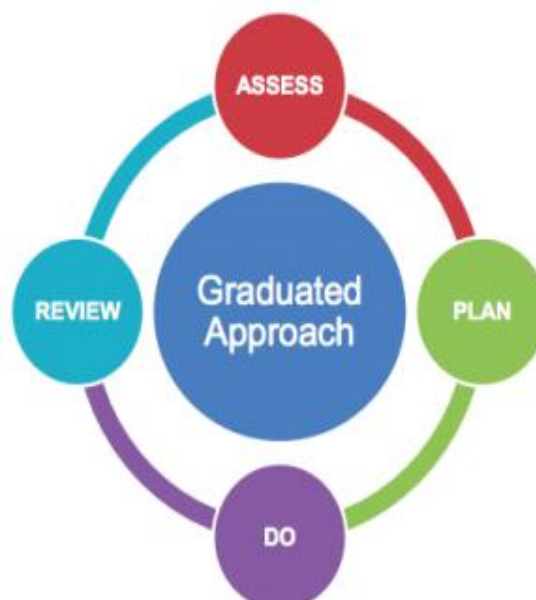 ASSESS
REVIEW
Graduated
Approach
PLAN
DO